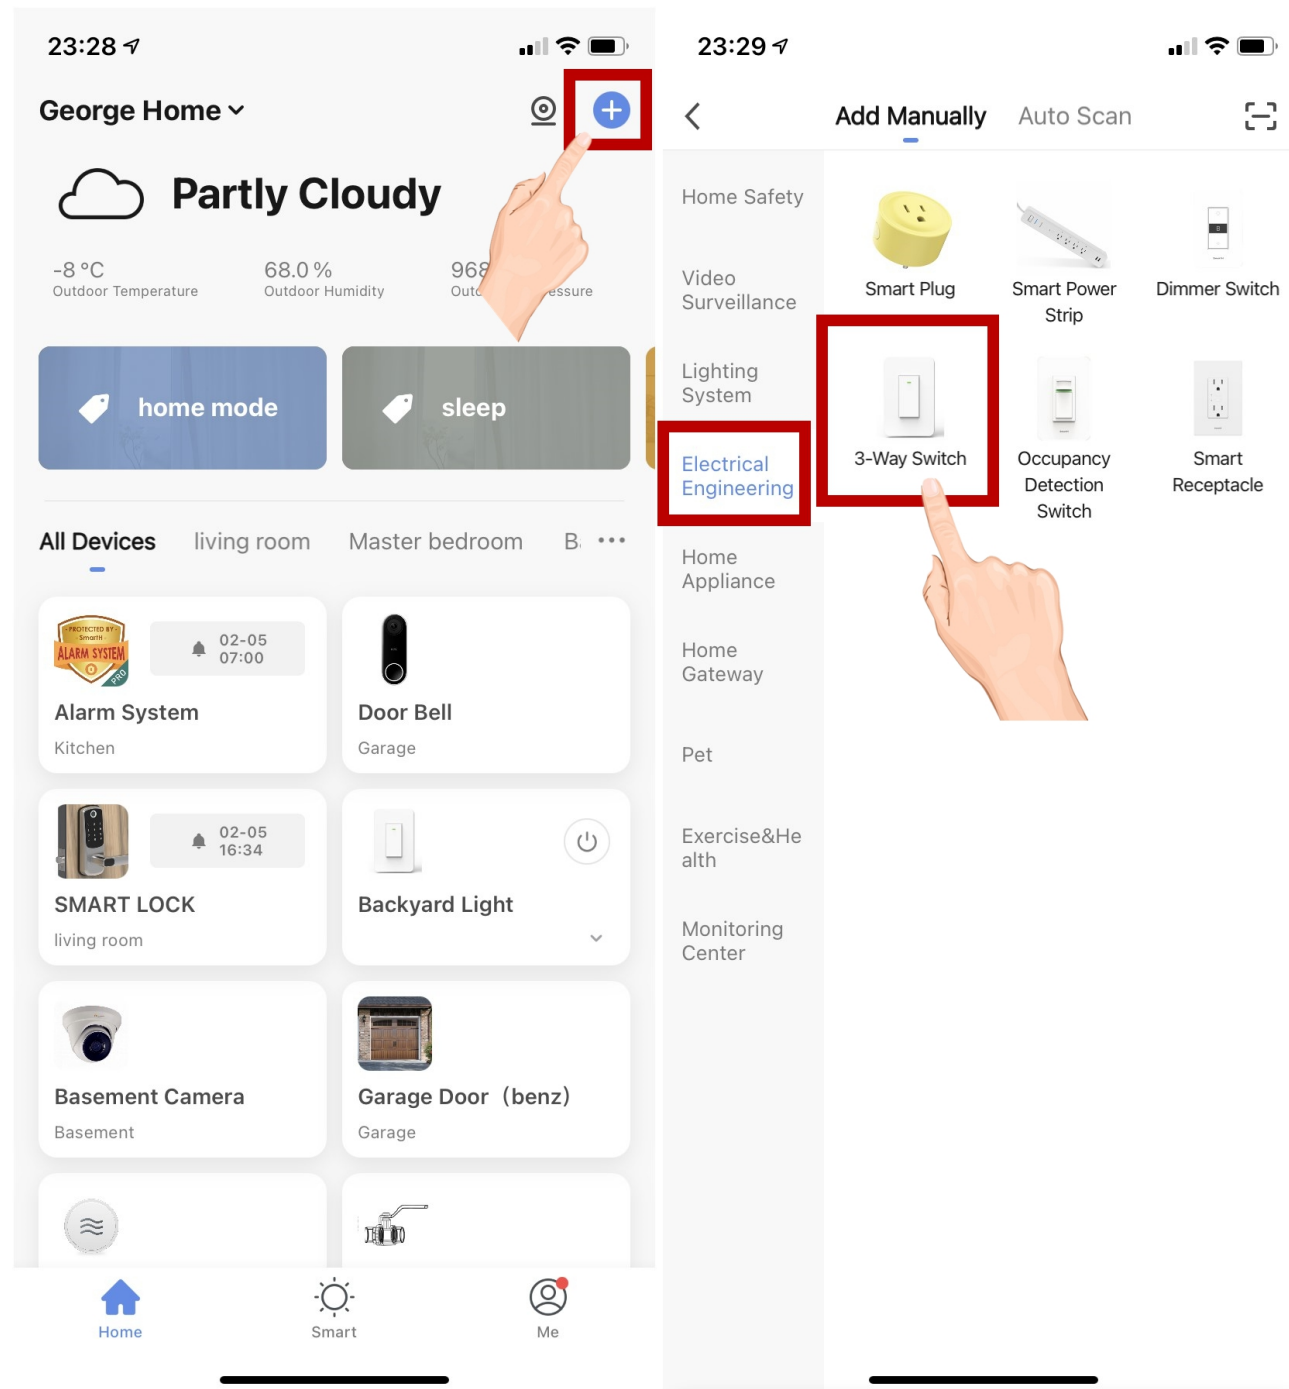 23:28
George Home
Partly Cloudy
-8 °C
Outdoor Temperature
68.0 %
Outdoor Humidity
968
essure
home mode
sleep
All Devices
living room
Master bedroom
B
PROTECTED BY
SmartH
ALARM SYSTEM
PRO
02-05
07:00
Alarm System
Kitchen
Door Bell
Garage
02-05
16:34
SMART LOCK
living room
Backyard Light
Basement Camera
Basement
Garage Door（benz）
Garage
Home
Smart
Me
23:29
Add Manually
Auto Scan
Home Safety
Video
Surveillance
Lighting
System
Electrical
Engineering
Home
Appliance
Home
Gateway
Pet
Exercise&He
alth
Monitoring
Center
Smart Plug
Smart Power
Strip
Dimmer Switch
3-Way Switch
Occupancy
Detection
Switch
Smart
Receptacle